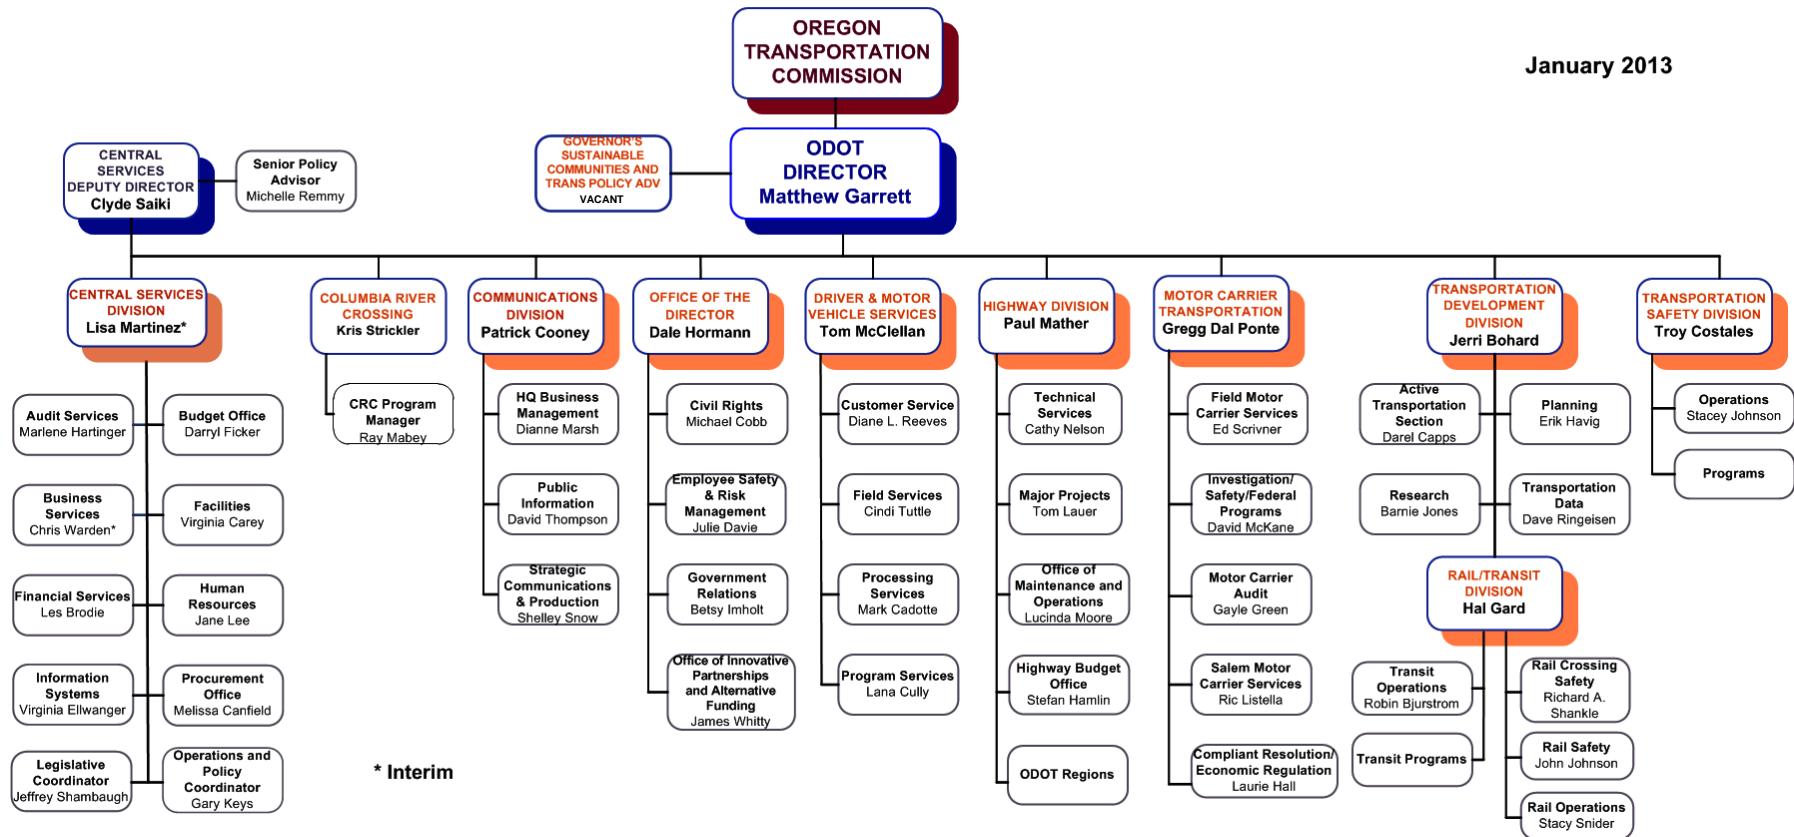 OREGON
TRANSPORTATION
COMMISSION
January 2013
CENTRAL
SERVICES
DEPUTY DIRECTOR
Clyde Saiki
Senior Policy
Advisor
Michelle Remmy
GOVERNOR'S
SUSTAINABLE
COMMUNITIES AND
TRANS POLICY ADV
VACANT
ODOT
DIRECTOR
Matthew Garrett
CENTRAL SERVICES
DIVISION
Lisa Martinez*
COLUMBIA RIVER
CROSSING
Kris Strickler
COMMUNICATIONS
DIVISION
Patrick Cooney
OFFICE OF THE
DIRECTOR
Dale Hormann
DRIVER & MOTOR
VEHICLE SERVICES
Tom McClellan
HIGHWAY DIVISION
Paul Mather
MOTOR CARRIER
TRANSPORTATION
Gregg Dal Ponte
TRANSPORTATION
DEVELOPMENT
DIVISION
Jerri Bohard
TRANSPORTATION
SAFETY DIVISION
Troy Costales
Audit Services
Marlene Hartinger
Budget Office
Darryl Ficker
Business
Services
Chris Warden*
Facilities
Virginia Carey
Financial Services
Les Brodie
Human
Resources
Jane Lee
Information
Systems
Virginia Ellwanger
Procurement
Office
Melissa Canfield
Legislative
Coordinator
Jeffrey Shambaugh
Operations and
Policy
Coordinator
Gary Keys
CRC Program
Manager
Ray Mabey
HQ Business
Management
Dianne Marsh
Public
Information
David Thompson
Strategic
Communications
& Production
Shelley Snow
Civil Rights
Michael Cobb
Employee Safety
& Risk
Management
Julie Davie
Government
Relations
Betsy Imholt
Office of Innovative
Partnerships
and Alternative
Funding
James Whitty
Customer Service
Diane L. Reeves
Field Services
Cindi Tuttle
Processing
Services
Mark Cadotte
Program Services
Lana Cully
Technical
Services
Cathy Nelson
Major Projects
Tom Lauer
Office of
Maintenance and
Operations
Lucinda Moore
Highway Budget
Office
Stefan Hamlin
ODOT Regions
Field Motor
Carrier Services
Ed Scrivner
Investigation/
Safety/Federal
Programs
David McKane
Motor Carrier
Audit
Gayle Green
Salem Motor
Carrier Services
Ric Listella
Compliant Resolution/
Economic Regulation
Laurie Hall
Active
Transportation
Section
Darel Capps
Planning
Erik Havig
Research
Barnie Jones
Transportation
Data
Dave Ringeisen
RAIL/TRANSIT
DIVISION
Hal Gard
Transit
Operations
Robin Bjurstrom
Transit Programs
Rail Crossing
Safety
Richard A.
Shankle
Rail Safety
John Johnson
Rail Operations
Stacy Snider
Operations
Stacey Johnson
Programs
* Interim